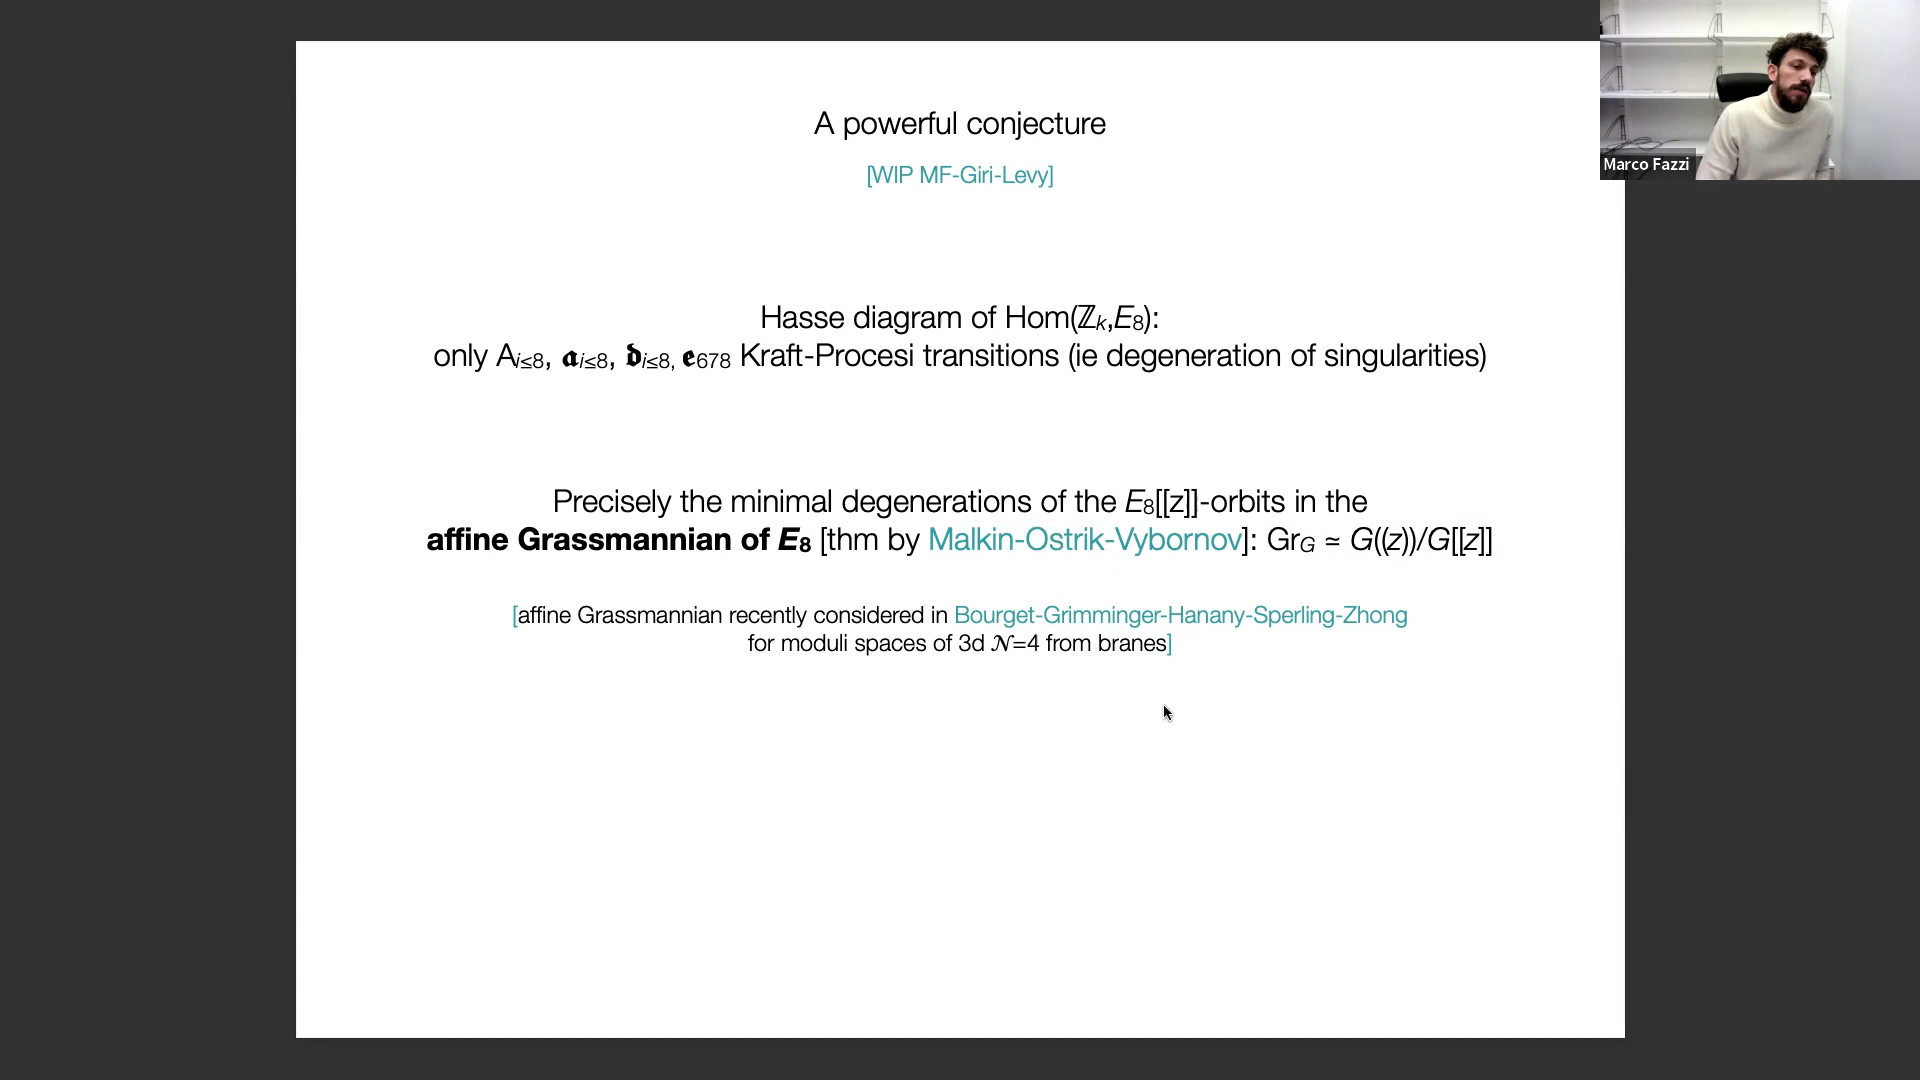 A powerful conjecture
[WIP MF-Giri-Levy]
Marco Fazzi
Hasse diagram of Hom(ℤk,E8):
only Ai≤8, 𝖆i≤8, 𝖉i≤8, 𝖊678 Kraft-Procesi transitions (ie degeneration of singularities)
Precisely the minimal degenerations of the E8[[z]]-orbits in the
affine Grassmannian of E8 [thm by Malkin-Ostrik-Vybornov]: GrG ≃ G((z))/G[[z]]
[affine Grassmannian recently considered in Bourget-Grimminger-Hanany-Sperling-Zhong
for moduli spaces of 3d 𝒩=4 from branes]